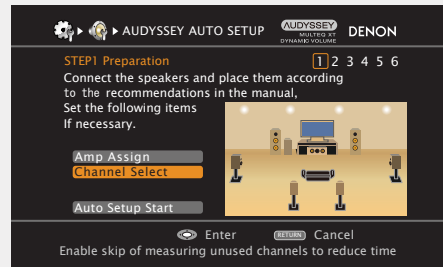 AUDYSSEY AUTO SETUP
AUDYSSEY
MULTEQ XT
DYNAMIC VOLUME
DENON
STEP1 Preparation
1 2 3 4 5 6
Connect the speakers and place them according
to the recommendations in the manual,
Set the following items
If necessary.
Amp Assign
Channel Select
Auto Setup Start
Enter
RETURN Cancel
Enable skip of measuring unused channels to reduce time